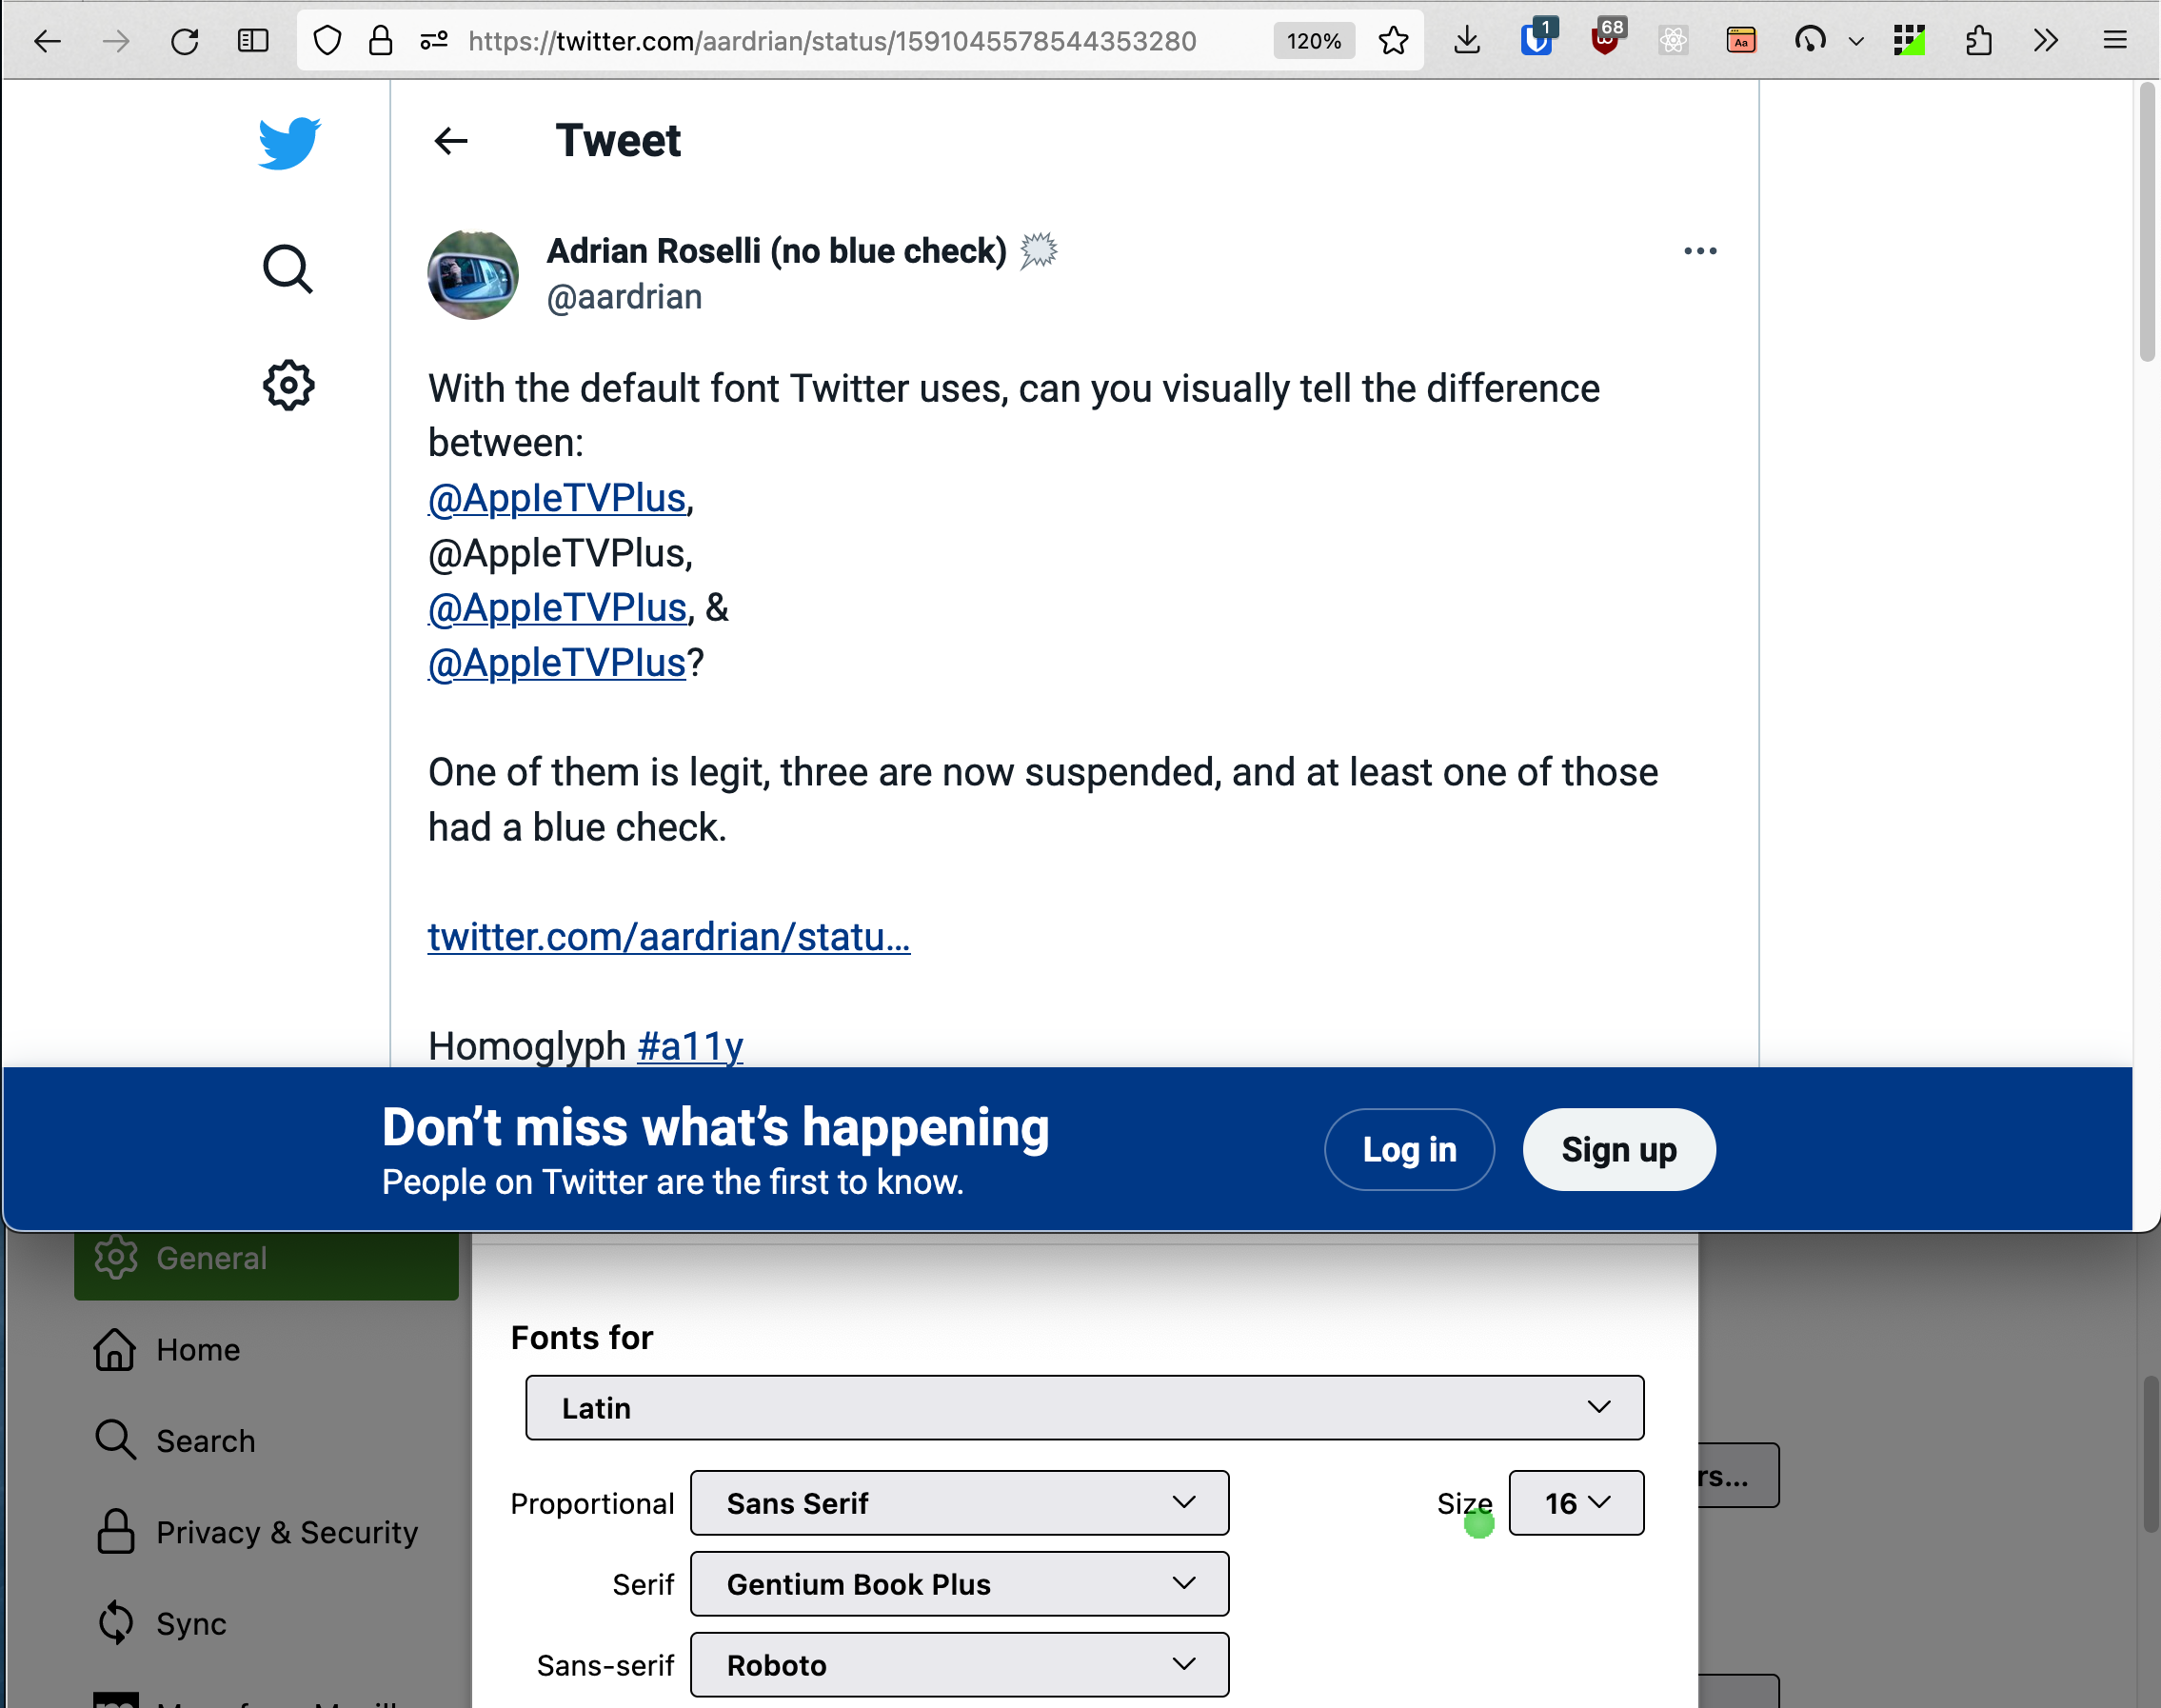 https://twitter.com/aardrian/status/1591045578544353280
120%
1
68
Aa
Tweet
Adrian Roselli (no blue check)
@aardrian
With the default font Twitter uses, can you visually tell the difference
between:
@AppIeTVPlus,
@AppleTVPlus,
@AppIeTVPIus, &
@AppleTVPIus?
One of them is legit, three are now suspended, and at least one of those
had a blue check.
twitter.com/aardrian/statu…
Homoglyph #a11y
Don’t miss what’s happening
People on Twitter are the first to know.
Log in
Sign up
General
Home
Search
Privacy & Security
Sync
Fonts for
Latin
Proportional
Sans Serif
Size
16
rs...
Serif
Gentium Book Plus
Sans-serif
Roboto